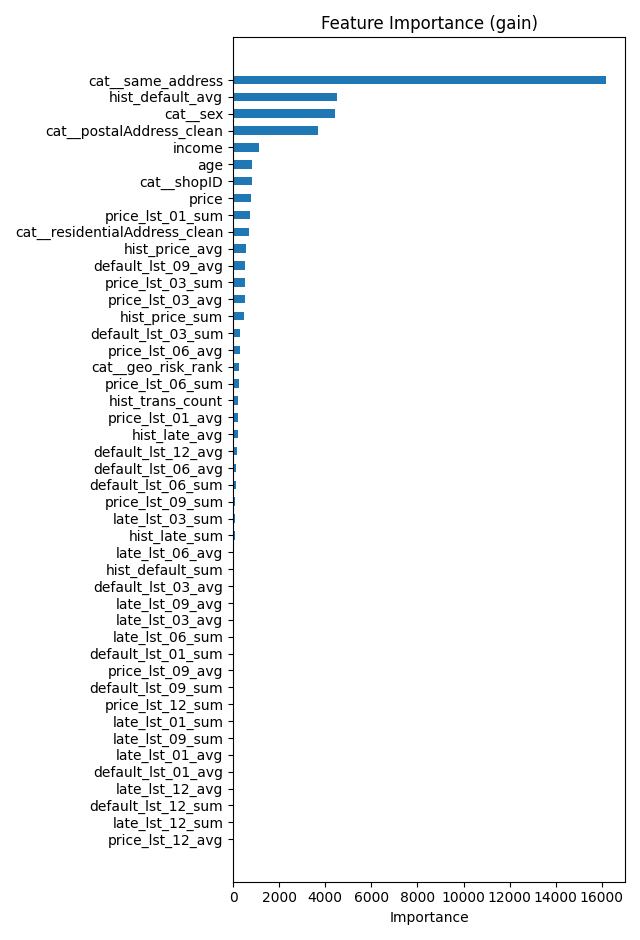 Feature Importance (gain)
cat__same_address
hist_default_avg
cat__sex
cat__postalAddress_clean
income
age
cat__shopID
price
price_lst_01_sum
cat__residentialAddress_clean
hist_price_avg
default_lst_09_avg
price_lst_03_sum
price_lst_03_avg
hist_price_sum
default_lst_03_sum
price_lst_06_avg
cat__geo_risk_rank
price_lst_06_sum
hist_trans_count
price_lst_01_avg
hist_late_avg
default_lst_12_avg
default_lst_06_avg
default_lst_06_sum
price_lst_09_sum
late_lst_03_sum
hist_late_sum
late_lst_06_avg
hist_default_sum
default_lst_03_avg
late_lst_09_avg
late_lst_03_avg
late_lst_06_sum
default_lst_01_sum
price_lst_09_avg
default_lst_09_sum
price_lst_12_sum
late_lst_01_sum
late_lst_09_sum
late_lst_01_avg
default_lst_01_avg
late_lst_12_avg
default_lst_12_sum
late_lst_12_sum
price_lst_12_avg
0 2000 4000 6000 8000 10000 12000 14000 16000
Importance